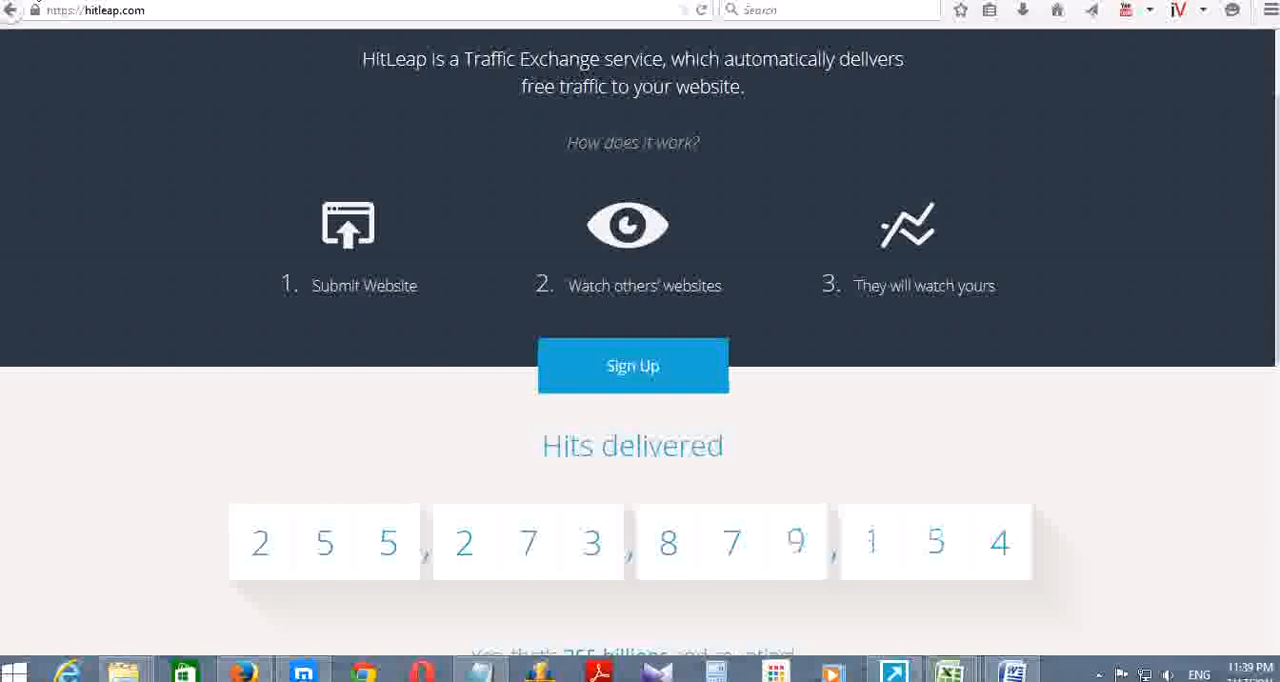 https://hitleap.com
Search
HitLeap is a Traffic Exchange service, which automatically delivers
free traffic to your website.
How does it work?
1. Submit Website
2. Watch others' websites
3. They will watch yours
Sign Up
Hits delivered
255,273,879,154
255 billions
ENG
11:39 PM